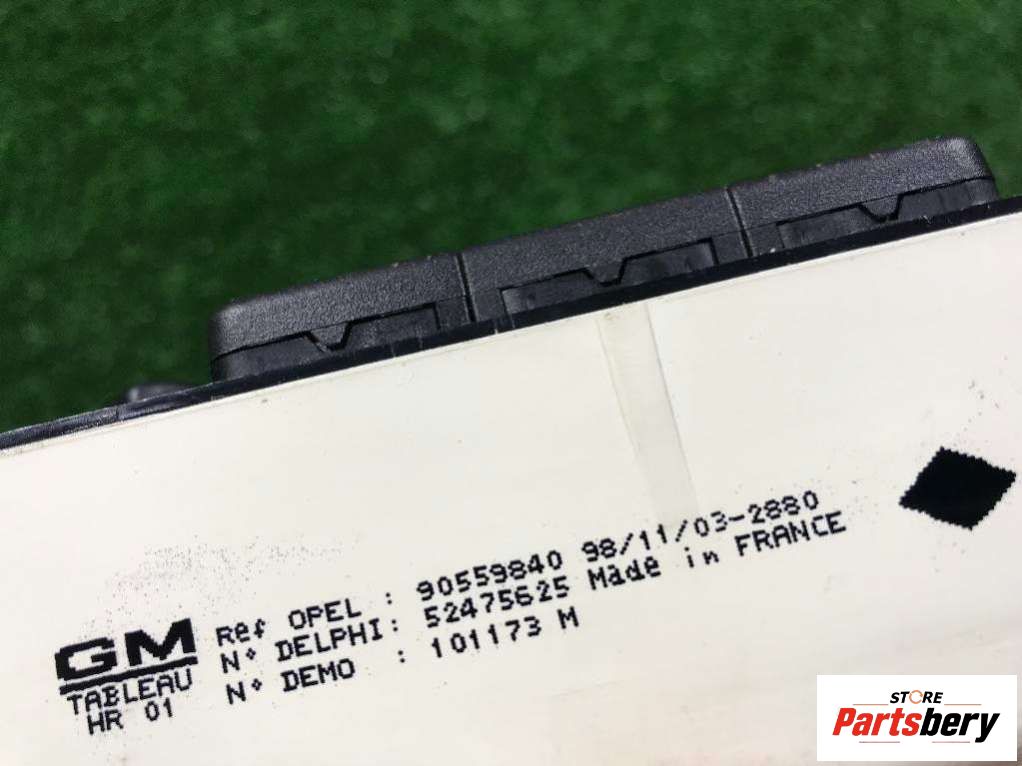 GM
TABLEAU
HR 01
Ref OPEL : 90559840 98/11/03-2880
N° DELPHI: 52475625 Made in FRANCE
N° DEMO : 101173 M
STORE
Partsbery